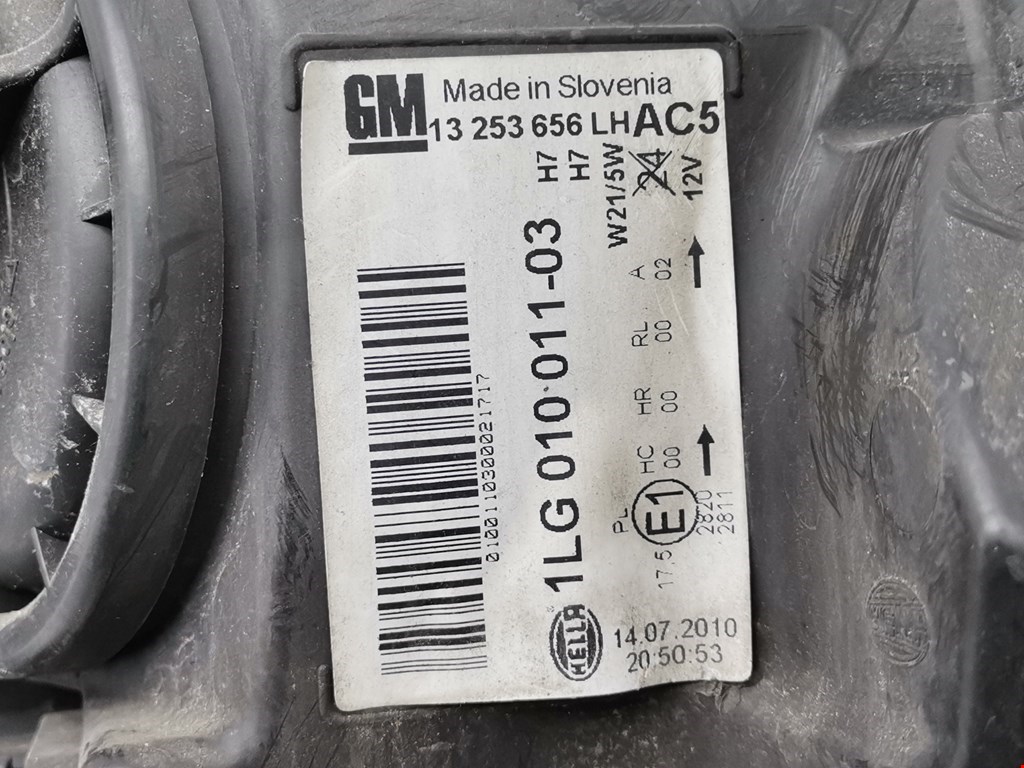 GM Made in Slovenia
13 253 656 LH AC5
H7
H7
W21/5W
24
12V
1LG 010 011-03
01001103000021717
A
02
RL
00
HR
00
HC
00
PL
E1
17.5
2820
2811
HELLA
14.07.2010
20:50:53